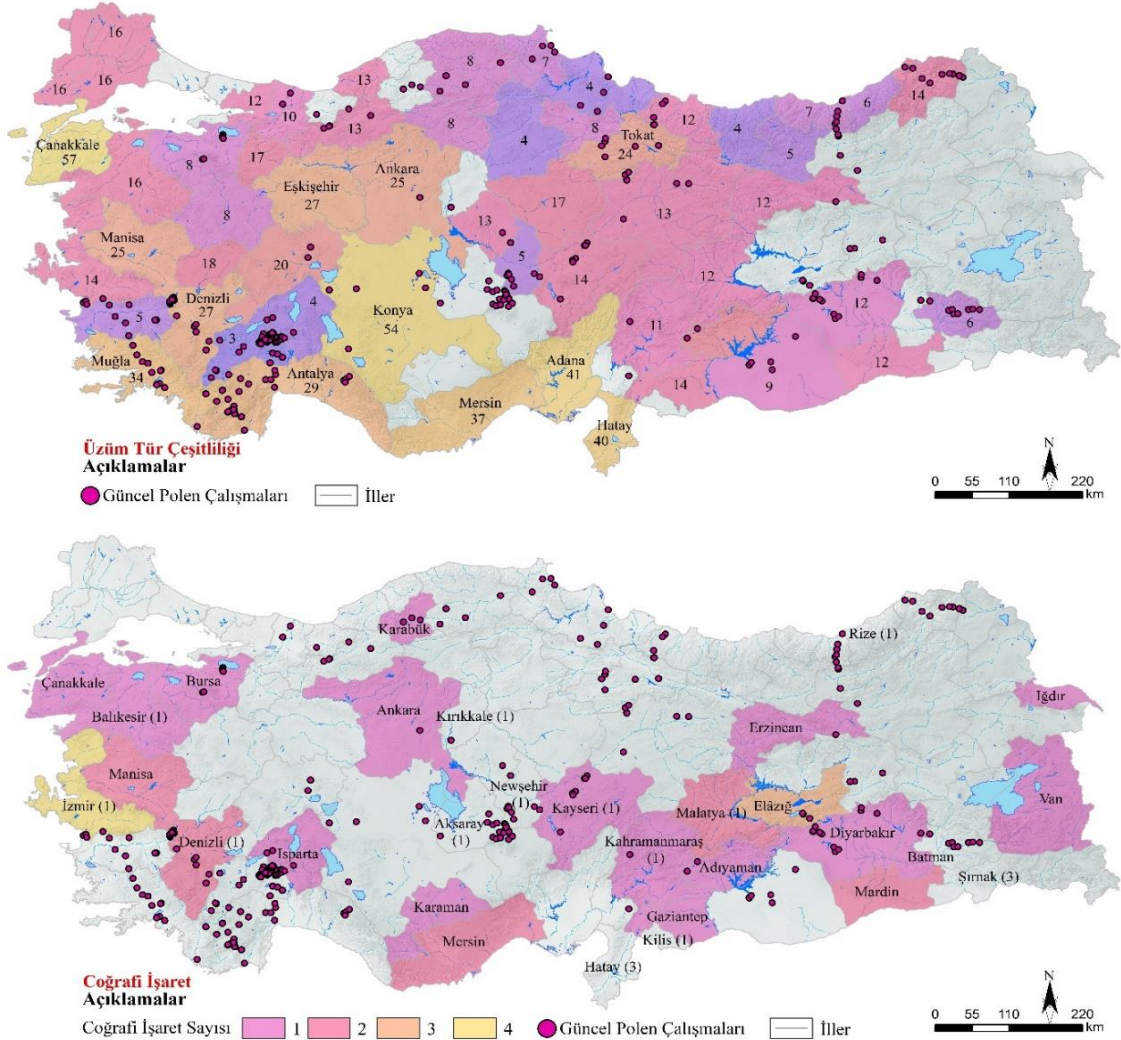 16
16
16
12
10
13
13
8
7
8
4
8
4
12
4
5
7
6
14
Çanakkale
57
8
17
16
8
Eskişehir
27
Ankara
25
Tokat
24
17
13
12
13
5
14
12
12
6
Manisa
25
18
20
14
Denizli
27
5
3
4
Konya
54
Muğla
34
Antalya
29
Mersin
37
Adana
41
Hatay
40
11
14
9
12
Üzüm Tür Çeşitliliği
Açıklamalar
Güncel Polen Çalışmaları
İller
N
0 55 110 220
km
Karabük
Rize (1)
Çanakkale
Bursa
Balıkesir (1)
Ankara
Kırıkkale (1)
Erzincan
Iğdır
Manisa
İzmir (1)
Newşehir
(1)
Kayseri (1)
Malatya (1)
Elazığ
Van
Aksaray
(1)
Denizli (1)
Isparta
Kahramanmaraş
(1)
Adıyaman
Diyarbakır
Batman
Şırnak (3)
Mardin
Karaman
Mersin
Gaziantep
Kilis (1)
Hatay (3)
Coğrafi İşaret
Açıklamalar
Coğrafi İşaret Sayısı
1
2
3
4
Güncel Polen Çalışmaları
İller
N
0 55 110 220
km